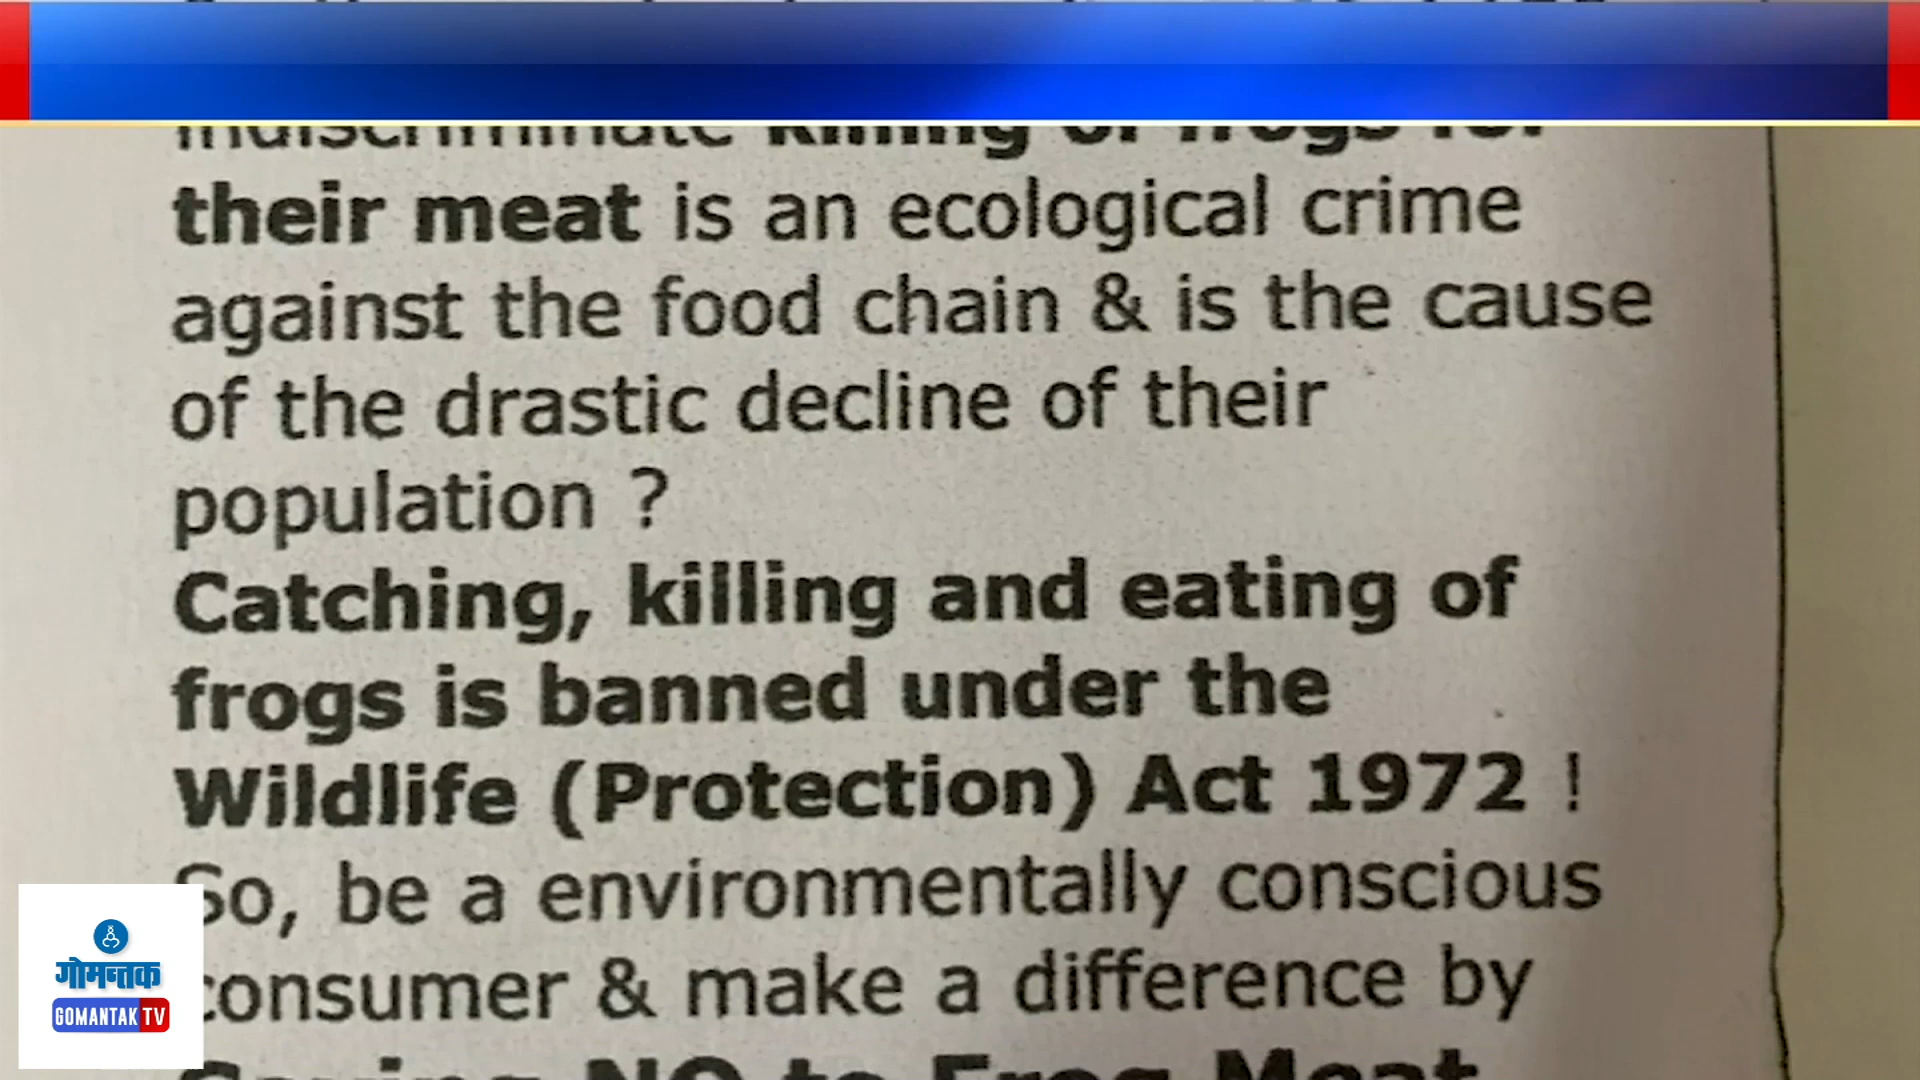 indiscriminate killing of frogs for
their meat is an ecological crime
against the food chain & is the cause
of the drastic decline of their
population ?
Catching, killing and eating of
frogs is banned under the
Wildlife (Protection) Act 1972 !
So, be a environmentally conscious
consumer & make a difference by
Saying NO to Frog Meat
गोमन्तक
GOMANTAK TV